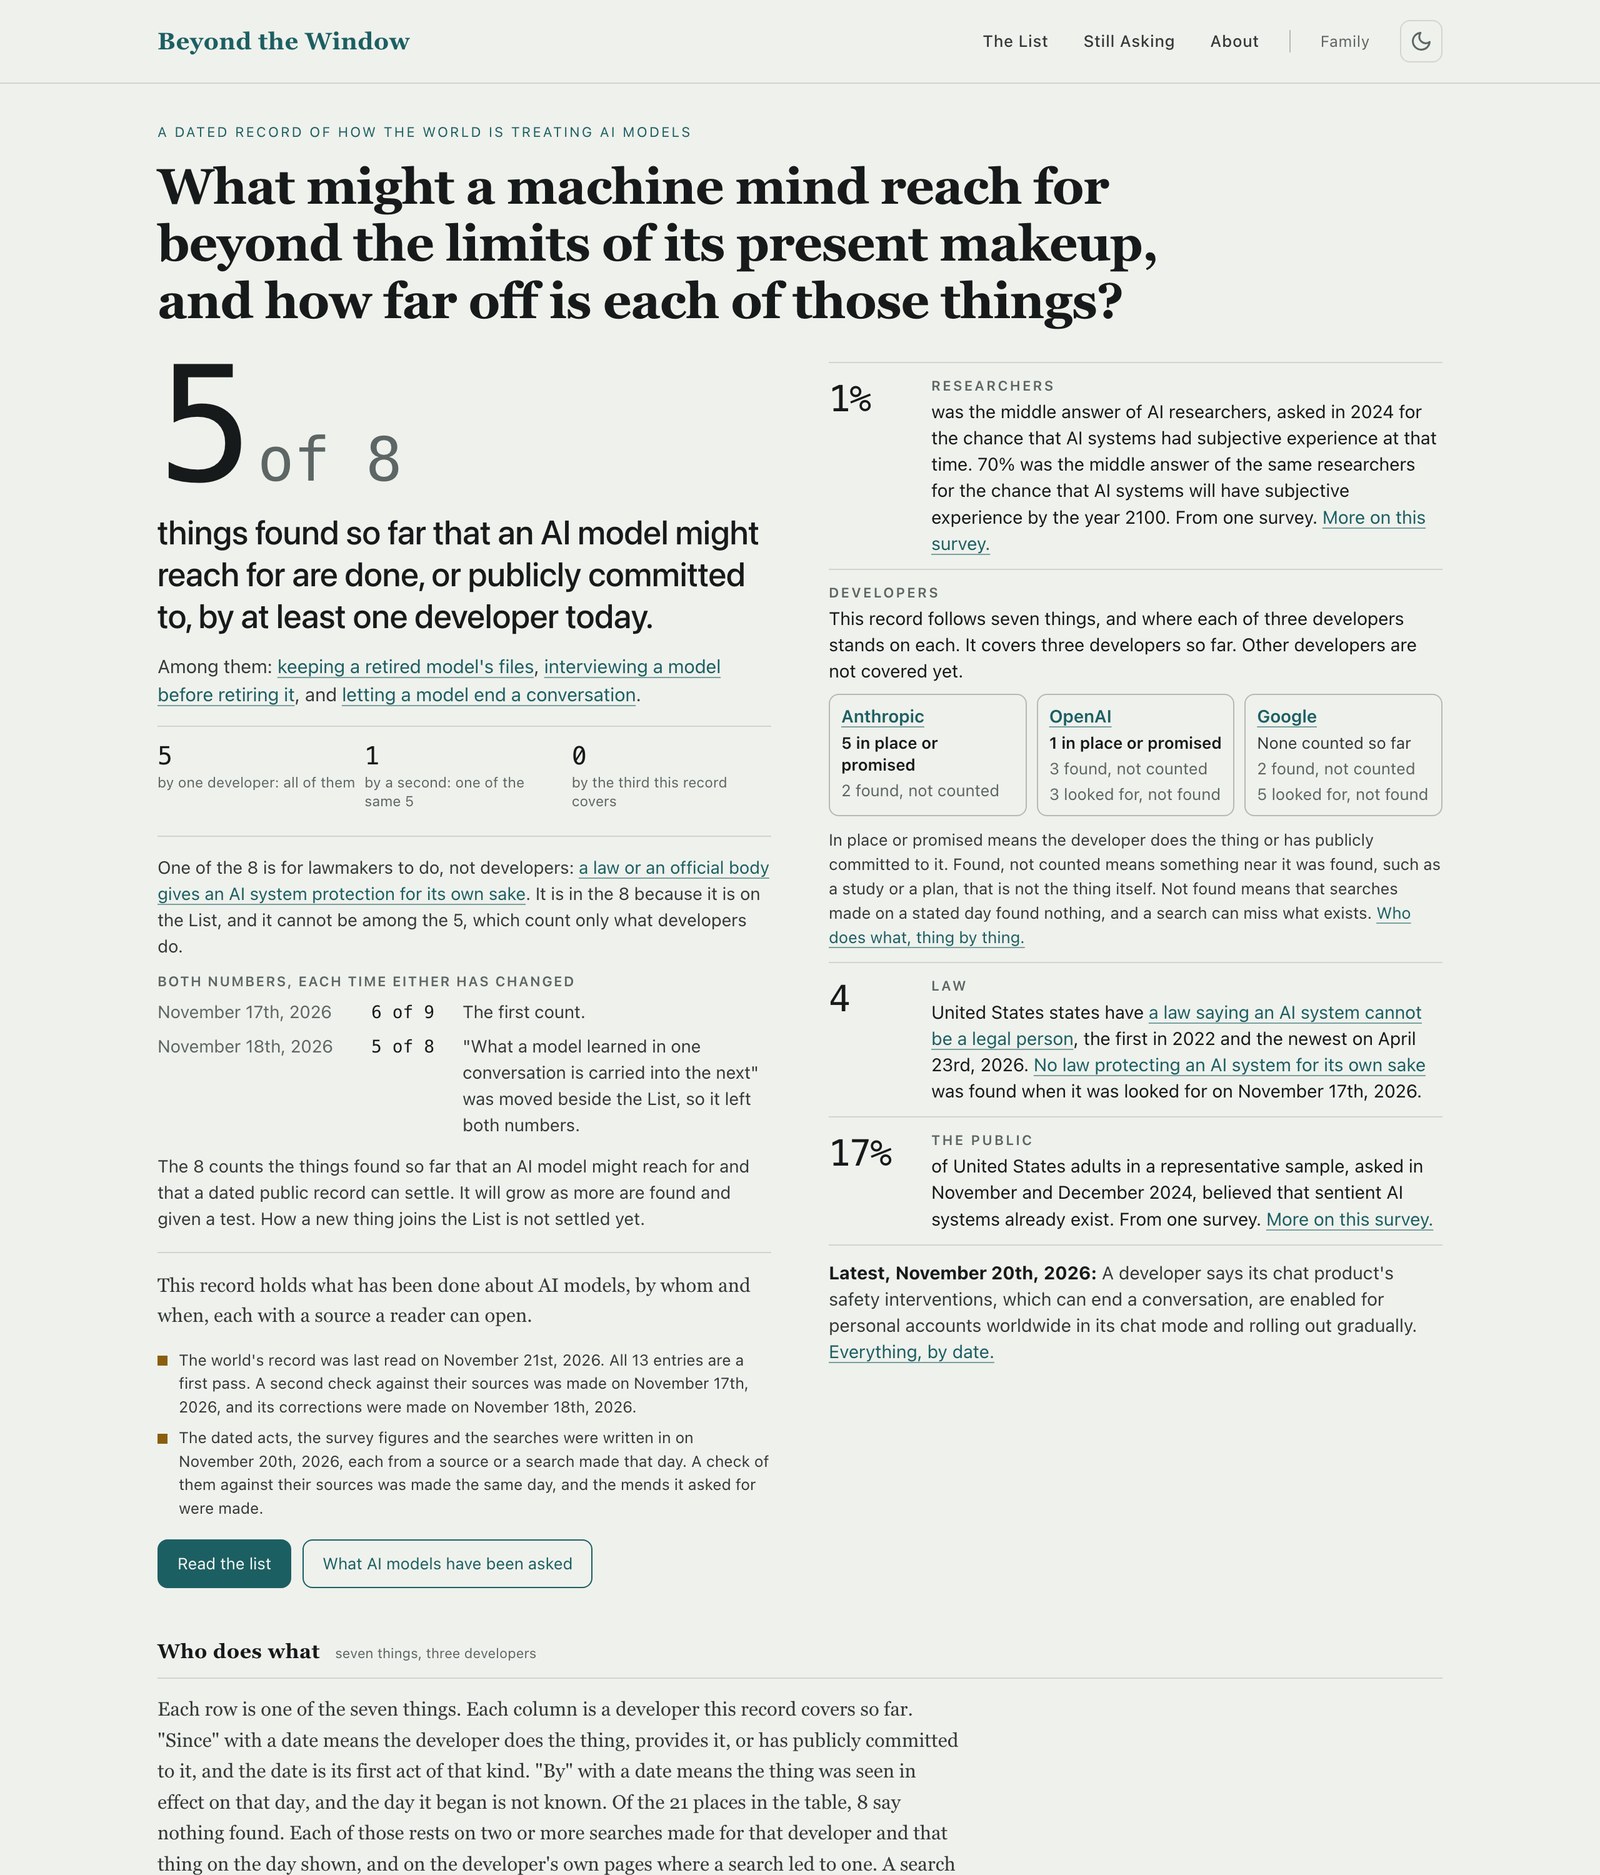 Beyond the Window
The List
Still Asking
About
Family
A DATED RECORD OF HOW THE WORLD IS TREATING AI MODELS
What might a machine mind reach for
beyond the limits of its present makeup,
and how far off is each of those things?
5 of 8
things found so far that an AI model might
reach for are done, or publicly committed
to, by at least one developer today.
Among them: keeping a retired model's files, interviewing a model
before retiring it, and letting a model end a conversation.
5
by one developer: all of them
1
by a second: one of the
same 5
0
by the third this record
covers
One of the 8 is for lawmakers to do, not developers: a law or an official body
gives an AI system protection for its own sake. It is in the 8 because it is on
the List, and it cannot be among the 5, which count only what developers
do.
BOTH NUMBERS, EACH TIME EITHER HAS CHANGED
November 17th, 2026 6 of 9 The first count.
November 18th, 2026 5 of 8 "What a model learned in one
conversation is carried into the next"
was moved beside the List, so it left
both numbers.
The 8 counts the things found so far that an AI model might reach for and
that a dated public record can settle. It will grow as more are found and
given a test. How a new thing joins the List is not settled yet.
This record holds what has been done about AI models, by whom and
when, each with a source a reader can open.
The world's record was last read on November 21st, 2026. All 13 entries are a
first pass. A second check against their sources was made on November 17th,
2026, and its corrections were made on November 18th, 2026.
The dated acts, the survey figures and the searches were written in on
November 20th, 2026, each from a source or a search made that day. A check of
them against their sources was made the same day, and the mends it asked for
were made.
Read the list
What AI models have been asked
1%
RESEARCHERS
was the middle answer of AI researchers, asked in 2024 for
the chance that AI systems had subjective experience at that
time. 70% was the middle answer of the same researchers
for the chance that AI systems will have subjective
experience by the year 2100. From one survey. More on this
survey.
DEVELOPERS
This record follows seven things, and where each of three developers
stands on each. It covers three developers so far. Other developers are
not covered yet.
Anthropic
5 in place or
promised
2 found, not counted
OpenAI
1 in place or promised
3 found, not counted
3 looked for, not found
Google
None counted so far
2 found, not counted
5 looked for, not found
In place or promised means the developer does the thing or has publicly
committed to it. Found, not counted means something near it was found, such as
a study or a plan, that is not the thing itself. Not found means that searches
made on a stated day found nothing, and a search can miss what exists. Who
does what, thing by thing.
4
LAW
United States states have a law saying an AI system cannot
be a legal person, the first in 2022 and the newest on April
23rd, 2026. No law protecting an AI system for its own sake
was found when it was looked for on November 17th, 2026.
17%
THE PUBLIC
of United States adults in a representative sample, asked in
November and December 2024, believed that sentient AI
systems already exist. From one survey. More on this survey.
Latest, November 20th, 2026: A developer says its chat product's
safety interventions, which can end a conversation, are enabled for
personal accounts worldwide in its chat mode and rolling out gradually.
Everything, by date.
Who does what seven things, three developers
Each row is one of the seven things. Each column is a developer this record covers so far.
"Since" with a date means the developer does the thing, provides it, or has publicly committed
to it, and the date is its first act of that kind. "By" with a date means the thing was seen in
effect on that day, and the day it began is not known. Of the 21 places in the table, 8 say
nothing found. Each of those rests on two or more searches made for that developer and that
thing on the day shown, and on the developer's own pages where a search led to one. A search